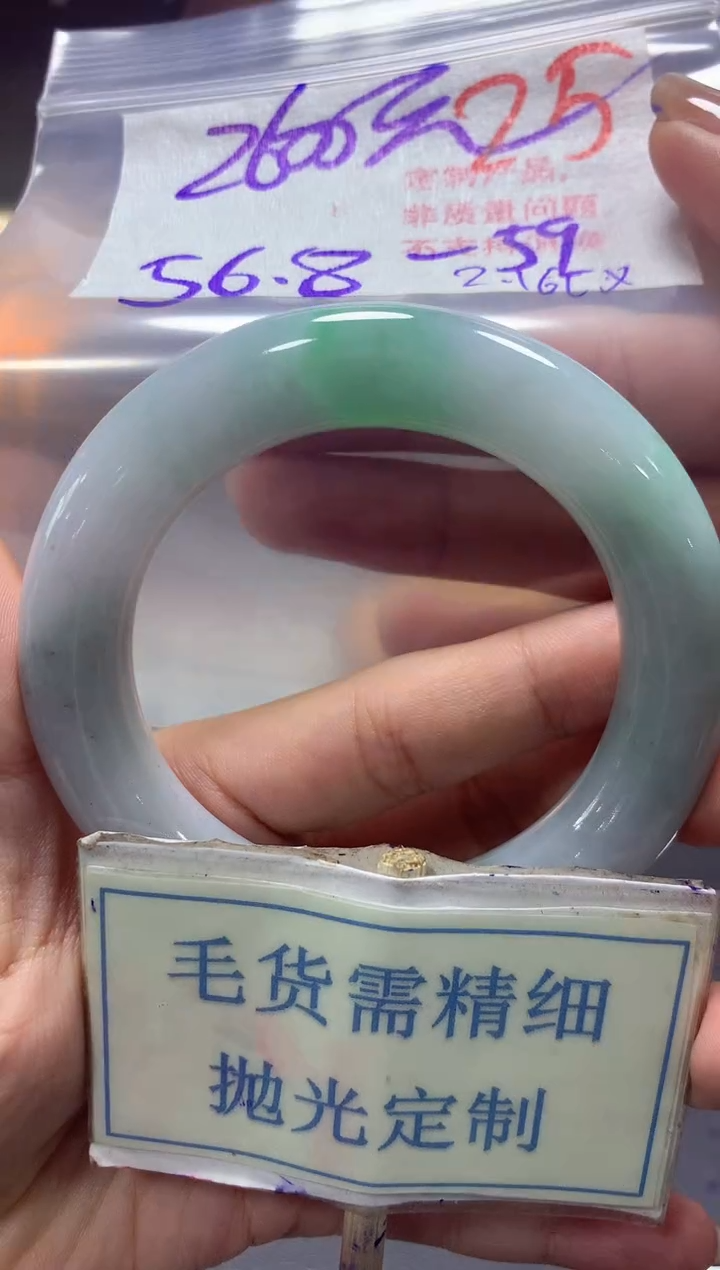 2600 25
定制产品，
非质量问题
56.8 - 59
毛货需精细
抛光定制